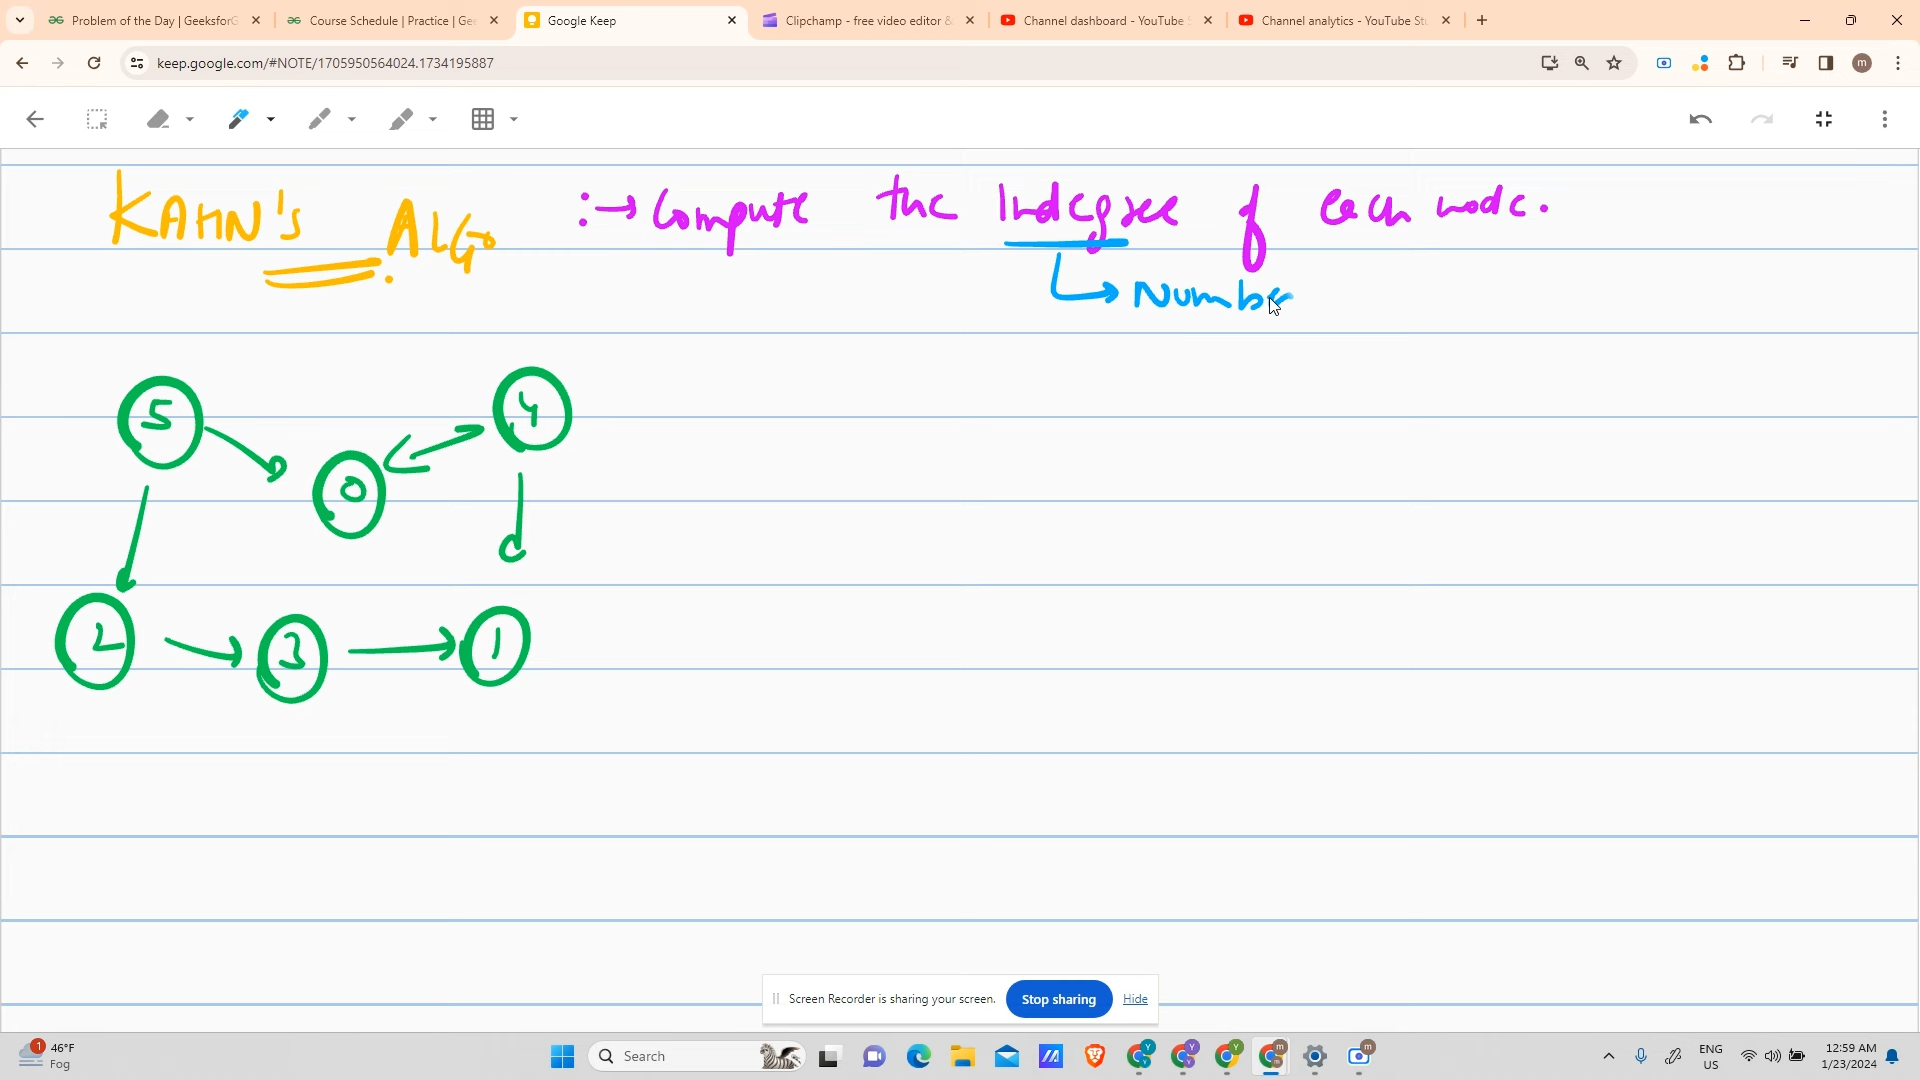 Problem of the Day | GeeksforG
Course Schedule | Practice | Gee
Google Keep
Clipchamp - free video editor &
Channel dashboard - YouTube S
Channel analytics - YouTube Stu
keep.google.com/#NOTE/1705950564024.1734195887
m
KAHN's ALGo :→ Compute the Indegree of each node.
↳ Numbe
5
4
0
2
3
1
Screen Recorder is sharing your screen.
Stop sharing
Hide
1
46°F
Fog
Search
Y
Y
Y
m
m
ENG
US
12:59 AM
1/23/2024